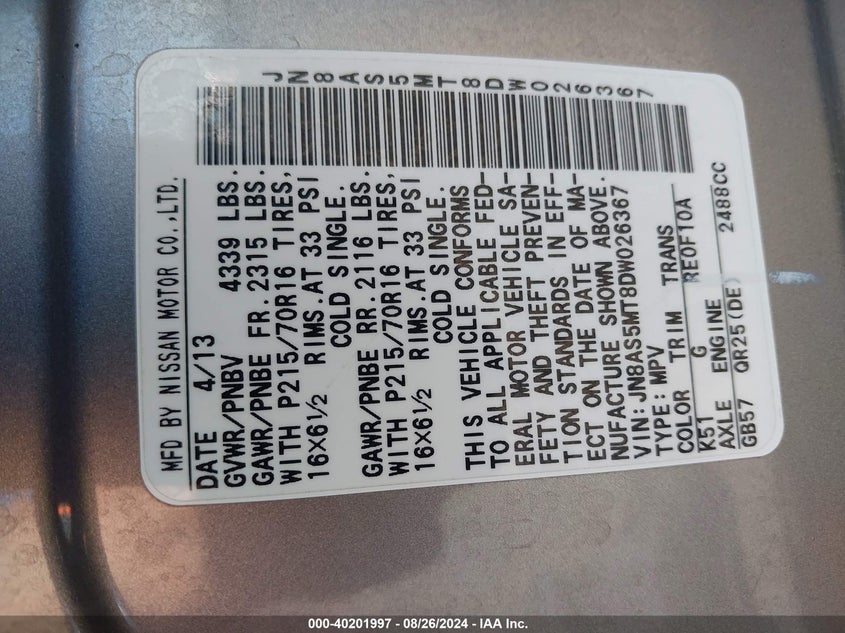 MFD BY NISSAN MOTOR CO.,LTD.
DATE 4/13
GVWR/PNBV 4339 LBS.
GAWR/PNBE FR.2315 LBS.
WITH P215/70R16 TIRES,
16X6½ RIMS.AT 33 PSI
COLD SINGLE.
GAWR/PNBE RR.2116 LBS.
WITH P215/70R16 TIRES,
16X6½ RIMS.AT 33 PSI
COLD SINGLE.
THIS VEHICLE CONFORMS
TO ALL APPLICABLE FED-
ERAL MOTOR VEHICLE SA-
FETY AND THEFT PREVEN-
TION STANDARDS IN EFF-
ECT ON THE DATE OF MA-
NUFACTURE SHOWN ABOVE.
VIN:JN8AS5MT8DW026367
TYPE:MPV
COLOR TRIM TRANS
K51 G RE0F10A
AXLE ENGINE
GB57 QR25(DE) 2488CC
JN8AS5MT8DW026367
000-40201997 - 08/26/2024 - IAA Inc.